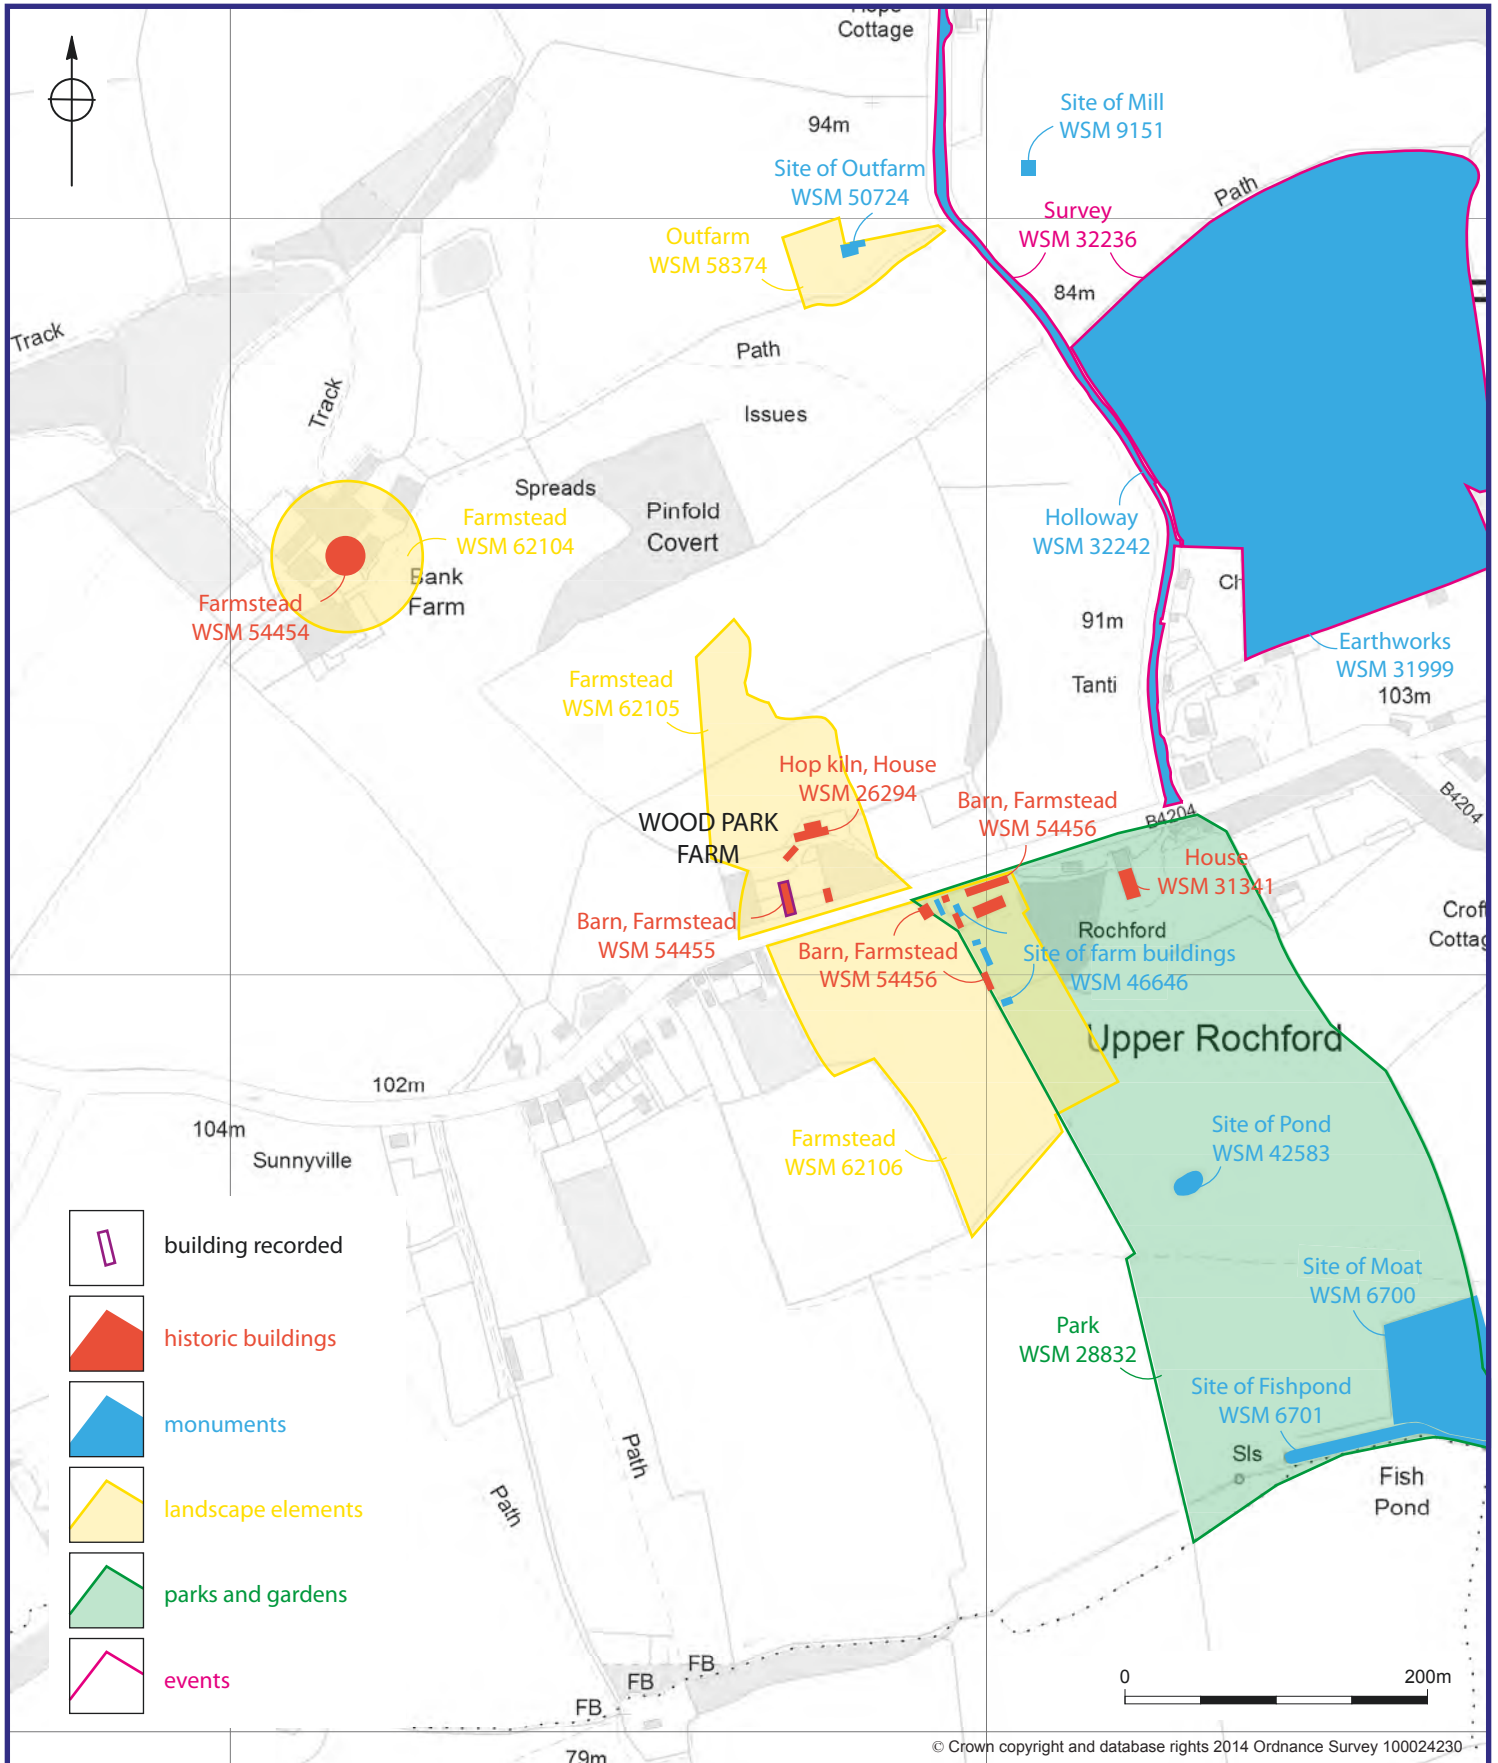 Cottage
94m
Site of Mill
WSM 9151
Site of Outfarm
WSM 50724
Path
Survey
WSM 32236
Outfarm
WSM 58374
84m
Track
Path
Track
Issues
Spreads
Pinfold
Covert
Farmstead
WSM 62104
Holloway
WSM 32242
Bank
Farm
Farmstead
WSM 54454
Ch
91m
Earthworks
WSM 31999
Tanti
103m
Farmstead
WSM 62105
Hop kiln, House
WSM 26294
Barn, Farmstead
WSM 54456
B4204
B4204
WOOD PARK
FARM
House
WSM 31341
Barn, Farmstead
WSM 54455
Croft
Cottag
Rochford
Barn, Farmstead
WSM 54456
Site of farm buildings
WSM 46646
Upper Rochford
102m
104m
Sunnyville
Farmstead
WSM 62106
Site of Pond
WSM 42583
building recorded
Site of Moat
WSM 6700
historic buildings
Park
WSM 28832
Site of Fishpond
WSM 6701
monuments
Path
Sls
Fish
Pond
Path
landscape elements
parks and gardens
events
FB
FB
FB
0 200m
79m
© Crown copyright and database rights 2014 Ordnance Survey 100024230